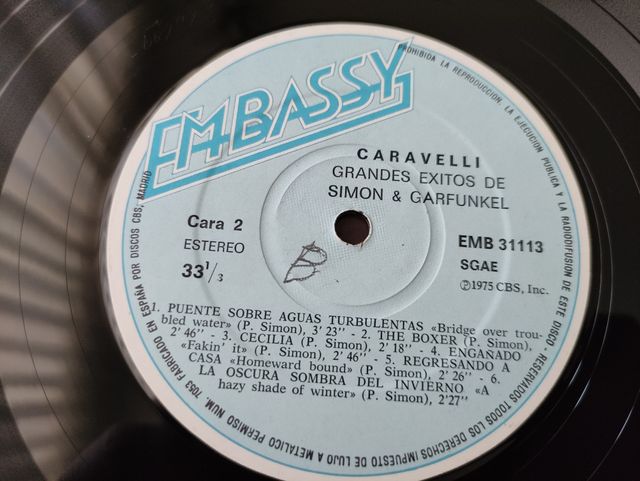 EMBASSY
CARAVELLI
GRANDES EXITOS DE
SIMON & GARFUNKEL
Cara 2
ESTEREO
33 1/3
EMB 31113
SGAE
℗ 1975 CBS, Inc.
B
1. PUENTE SOBRE AGUAS TURBULENTAS «Bridge over trou-
bled water» (P. Simon), 3' 23" - 2. THE BOXER (P. Simon),
2' 46" - 3. CECILIA (P. Simon), 2' 18" - 4. ENGAÑADO
«Fakin' it» (P. Simon), 2' 46" - 5. REGRESANDO A
CASA «Homeward bound» (P. Simon), 2' 26" - 6.
LA OSCURA SOMBRA DEL INVIERNO «A
hazy shade of winter» (P. Simon), 2'27"
PROHIBIDA LA REPRODUCCION, LA EJECUCION PUBLICA Y LA RADIODIFUSION DE ESTE DISCO - RESERVADOS TODOS LOS DERECHOS IMPUESTO DE LUJO A METALICO PERMISO NUM. 7053 FABRICADO EN ESPAÑA POR DISCOS CBS, MADRID